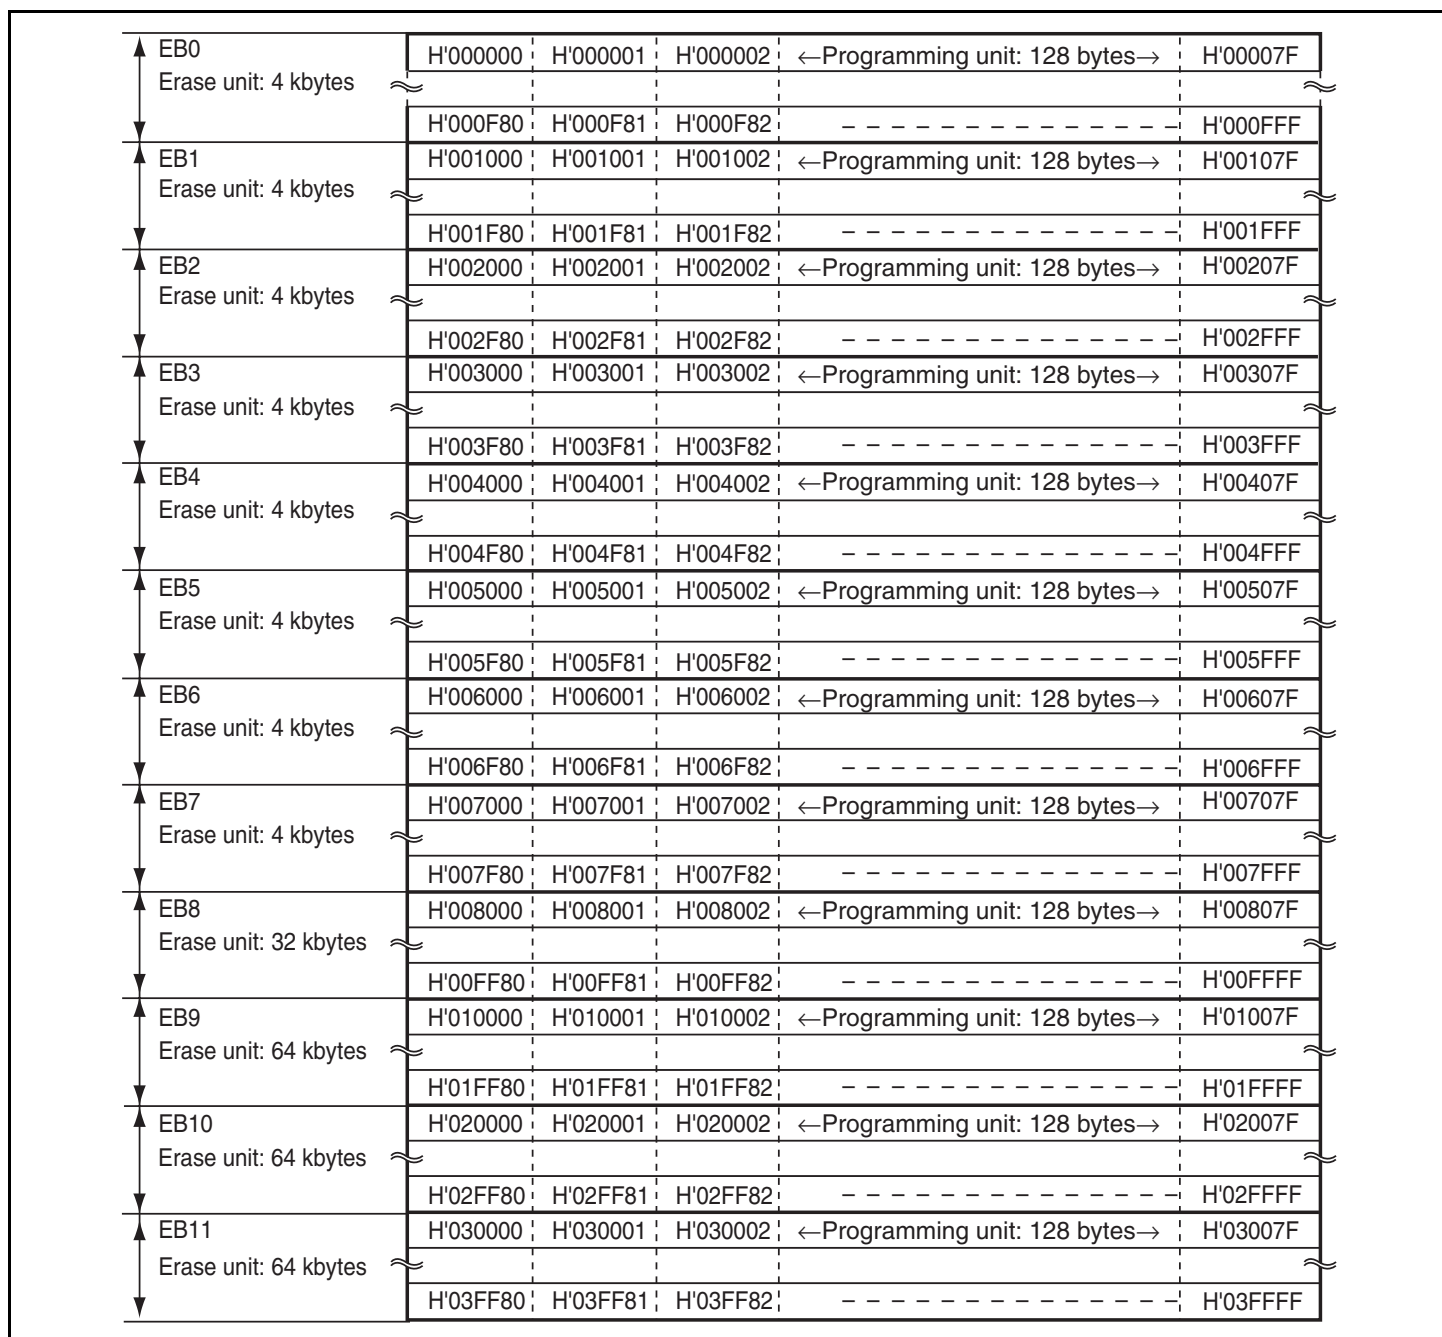 EB0
Erase unit: 4 kbytes
H'000000 H'000001 H'000002 ←Programming unit: 128 bytes→ H'00007F
H'000F80 H'000F81 H'000F82 – – – – – – – – – – – – – – H'000FFF
EB1
Erase unit: 4 kbytes
H'001000 H'001001 H'001002 ←Programming unit: 128 bytes→ H'00107F
H'001F80 H'001F81 H'001F82 – – – – – – – – – – – – – – H'001FFF
EB2
Erase unit: 4 kbytes
H'002000 H'002001 H'002002 ←Programming unit: 128 bytes→ H'00207F
H'002F80 H'002F81 H'002F82 – – – – – – – – – – – – – – H'002FFF
EB3
Erase unit: 4 kbytes
H'003000 H'003001 H'003002 ←Programming unit: 128 bytes→ H'00307F
H'003F80 H'003F81 H'003F82 – – – – – – – – – – – – – – H'003FFF
EB4
Erase unit: 4 kbytes
H'004000 H'004001 H'004002 ←Programming unit: 128 bytes→ H'00407F
H'004F80 H'004F81 H'004F82 – – – – – – – – – – – – – – H'004FFF
EB5
Erase unit: 4 kbytes
H'005000 H'005001 H'005002 ←Programming unit: 128 bytes→ H'00507F
H'005F80 H'005F81 H'005F82 – – – – – – – – – – – – – – H'005FFF
EB6
Erase unit: 4 kbytes
H'006000 H'006001 H'006002 ←Programming unit: 128 bytes→ H'00607F
H'006F80 H'006F81 H'006F82 – – – – – – – – – – – – – – H'006FFF
EB7
Erase unit: 4 kbytes
H'007000 H'007001 H'007002 ←Programming unit: 128 bytes→ H'00707F
H'007F80 H'007F81 H'007F82 – – – – – – – – – – – – – – H'007FFF
EB8
Erase unit: 32 kbytes
H'008000 H'008001 H'008002 ←Programming unit: 128 bytes→ H'00807F
H'00FF80 H'00FF81 H'00FF82 – – – – – – – – – – – – – – H'00FFFF
EB9
Erase unit: 64 kbytes
H'010000 H'010001 H'010002 ←Programming unit: 128 bytes→ H'01007F
H'01FF80 H'01FF81 H'01FF82 – – – – – – – – – – – – – – H'01FFFF
EB10
Erase unit: 64 kbytes
H'020000 H'020001 H'020002 ←Programming unit: 128 bytes→ H'02007F
H'02FF80 H'02FF81 H'02FF82 – – – – – – – – – – – – – – H'02FFFF
EB11
Erase unit: 64 kbytes
H'030000 H'030001 H'030002 ←Programming unit: 128 bytes→ H'03007F
H'03FF80 H'03FF81 H'03FF82 – – – – – – – – – – – – – – H'03FFFF